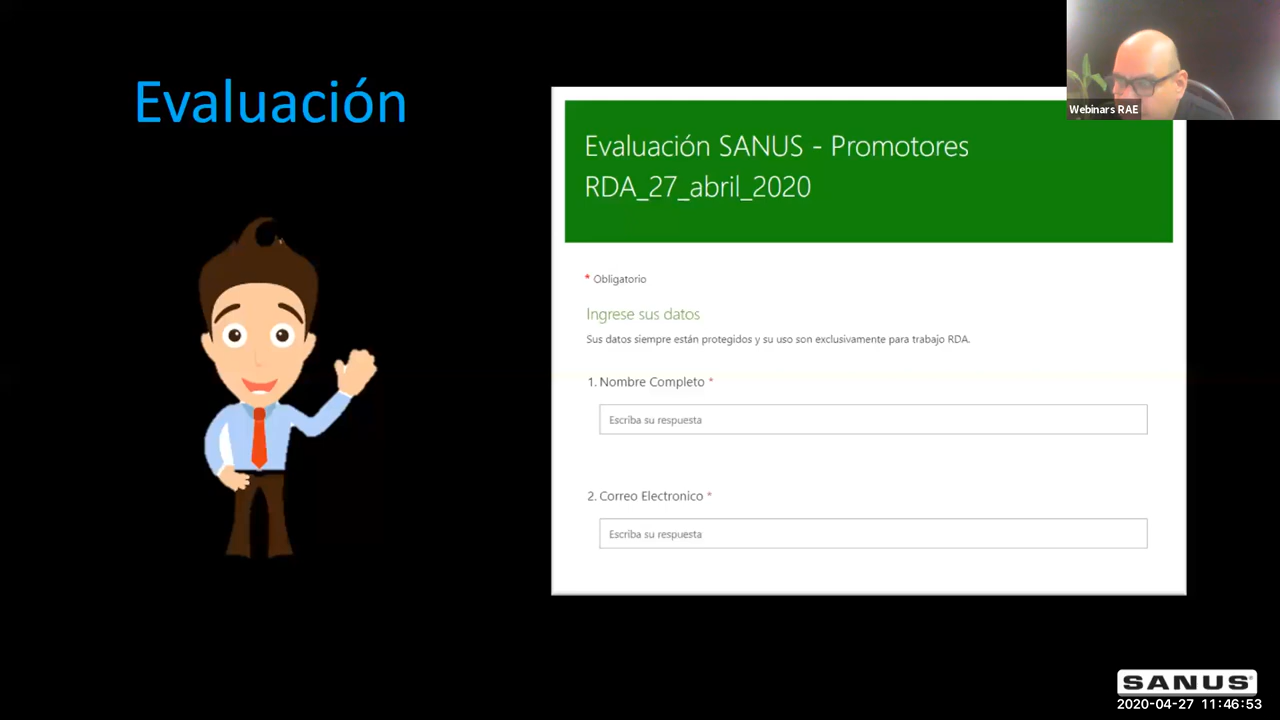 Evaluación
Webinars RAE
Evaluación SANUS - Promotores
RDA_27_abril_2020
* Obligatorio
Ingrese sus datos
Sus datos siempre están protegidos y su uso son exclusivamente para trabajo RDA.
1. Nombre Completo *
Escriba su respuesta
2. Correo Electronico *
Escriba su respuesta
SANUS
2020-04-27 11:46:53